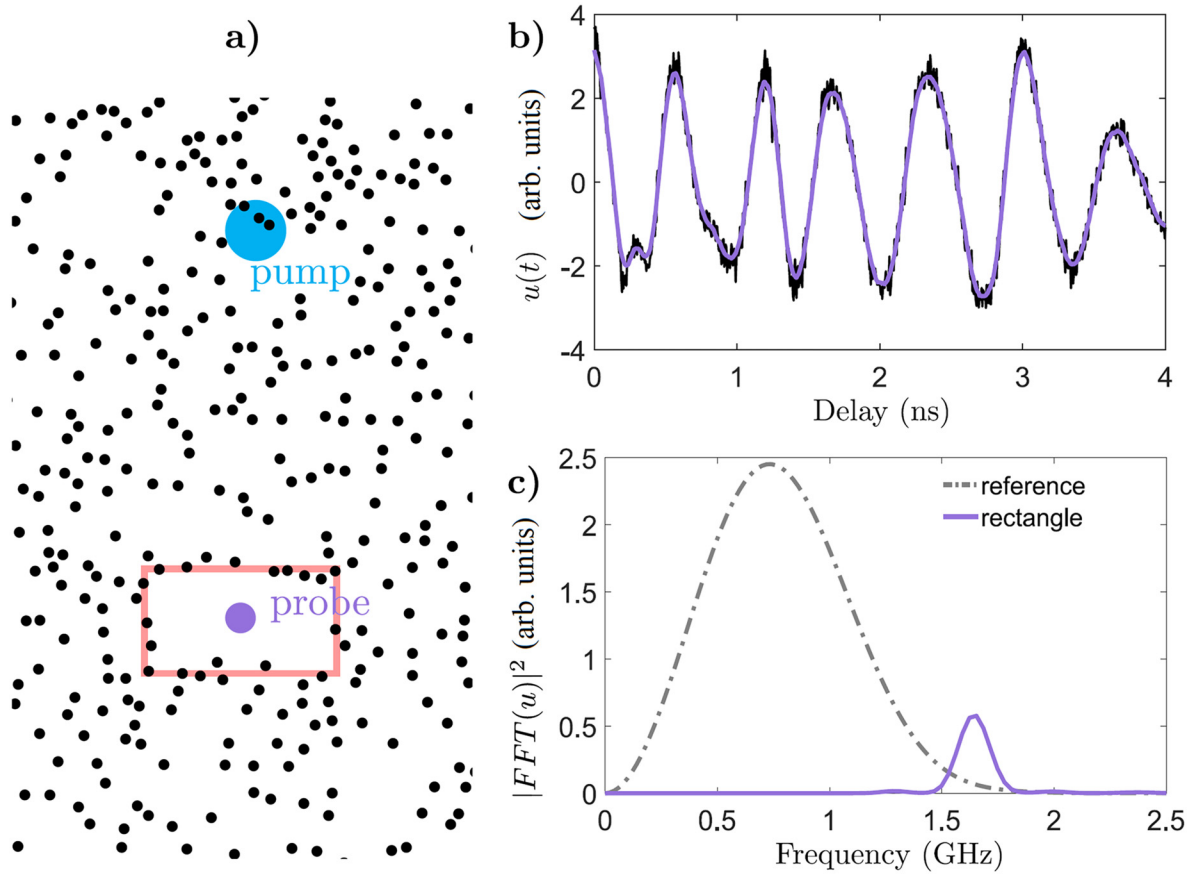 a)
pump
probe
b)
4
2
0
-2
-4
u(t) (arb. units)
0 1 2 3 4
Delay (ns)
c)
2.5
2
1.5
1
0.5
0
|FFT(u)|² (arb. units)
reference
rectangle
0 0.5 1 1.5 2 2.5
Frequency (GHz)